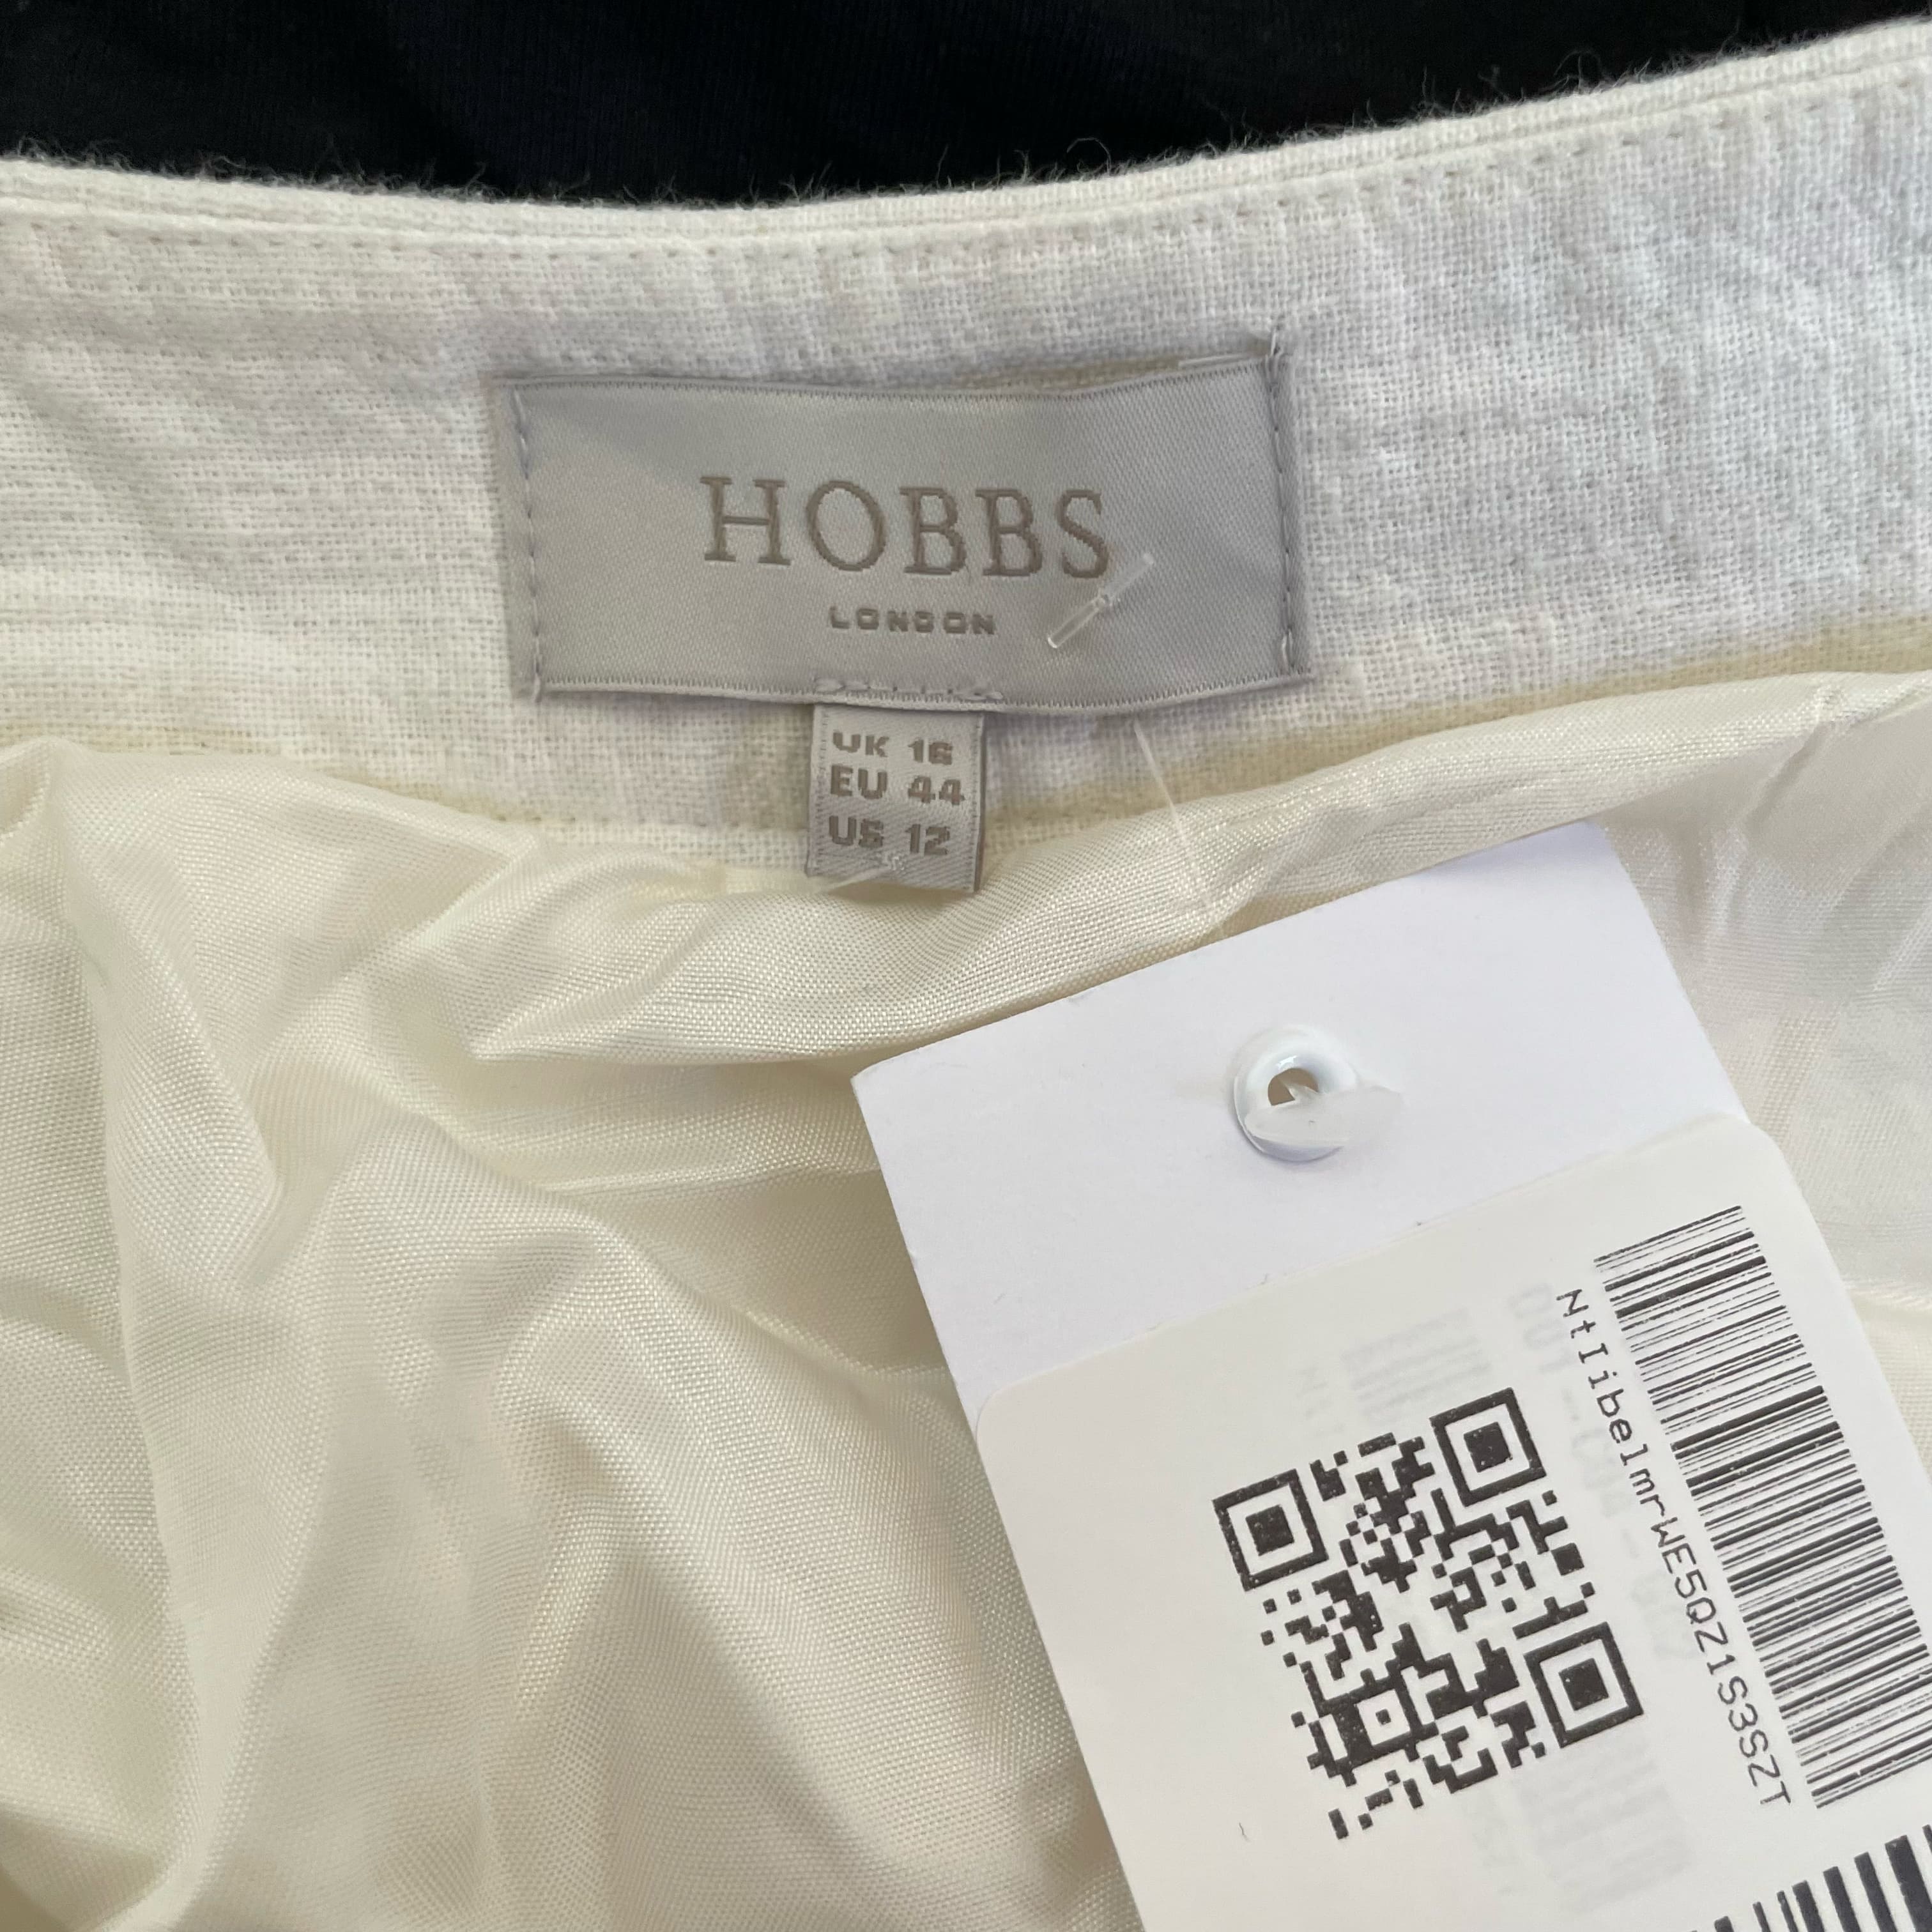 HOBBS
LONDON
UK 16
EU 44
US 12
NtIibelmrWE5QZ1S3SZT